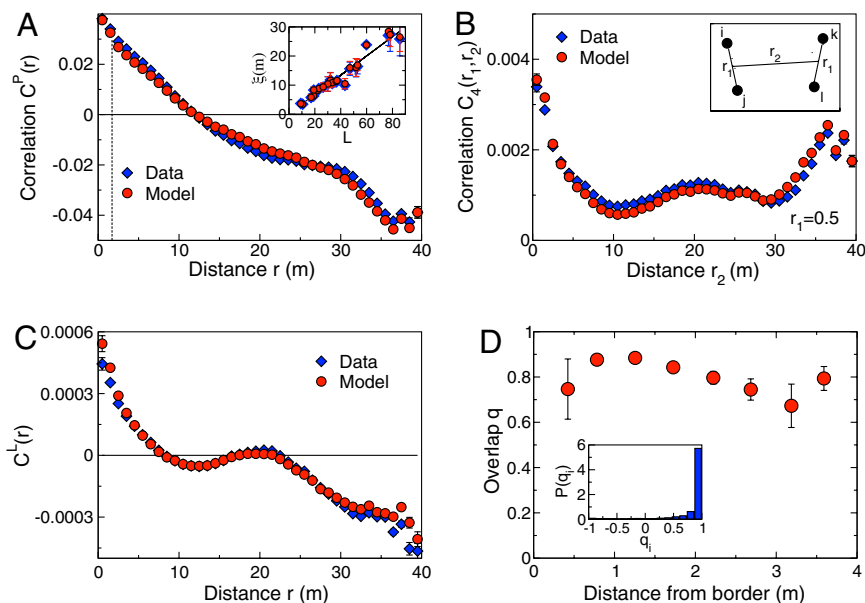 A
Correlation C^P(r)
0.02
0
-0.02
-0.04
Data
Model
0 10 20 30 40
Distance r (m)
ξ(m)
30
20
10
0
0 20 40 60 80
L
B
Correlation C_4(r_1,r_2)
0.004
0.002
0
Data
Model
i
k
r_2
r_1
r_1
j
l
r_1=0.5
0 10 20 30 40
Distance r_2 (m)
C
C^L(r)
0.0006
0.0003
0
-0.0003
Data
Model
0 10 20 30 40
Distance r (m)
D
Overlap q
1
0.8
0.6
0.4
0.2
0
P(q_i)
6
4
2
0
-1 -0.5 0 0.5 1
q_i
0 1 2 3 4
Distance from border (m)